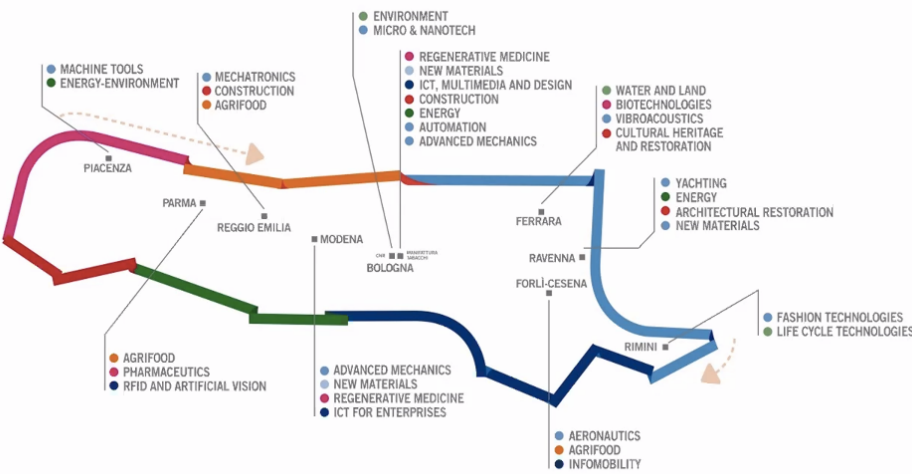 ENVIRONMENT
MICRO & NANOTECH
MACHINE TOOLS
ENERGY-ENVIRONMENT
MECHATRONICS
CONSTRUCTION
AGRIFOOD
REGENERATIVE MEDICINE
NEW MATERIALS
ICT, MULTIMEDIA AND DESIGN
CONSTRUCTION
ENERGY
AUTOMATION
ADVANCED MECHANICS
WATER AND LAND
BIOTECHNOLOGIES
VIBROACOUSTICS
CULTURAL HERITAGE
AND RESTORATION
PIACENZA
PARMA
REGGIO EMILIA
MODENA
CNR
MANIFATTURA
TABACCHI
BOLOGNA
FERRARA
YACHTING
ENERGY
ARCHITECTURAL RESTORATION
NEW MATERIALS
RAVENNA
FORLÌ-CESENA
RIMINI
FASHION TECHNOLOGIES
LIFE CYCLE TECHNOLOGIES
AGRIFOOD
PHARMACEUTICS
RFID AND ARTIFICIAL VISION
ADVANCED MECHANICS
NEW MATERIALS
REGENERATIVE MEDICINE
ICT FOR ENTERPRISES
AERONAUTICS
AGRIFOOD
INFOMOBILITY